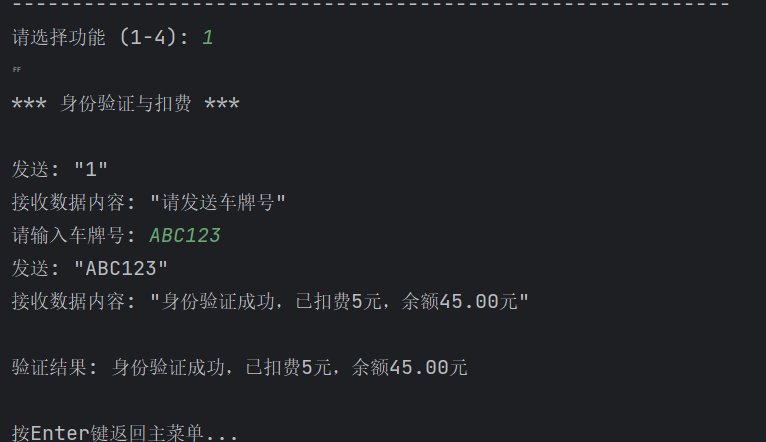 ------------------------------------------------------------
请选择功能 (1-4): 1
FF
*** 身份验证与扣费 ***
发送: "1"
接收数据内容: "请发送车牌号"
请输入车牌号: ABC123
发送: "ABC123"
接收数据内容: "身份验证成功，已扣费5元，余额45.00元"
验证结果: 身份验证成功，已扣费5元，余额45.00元
按Enter键返回主菜单...